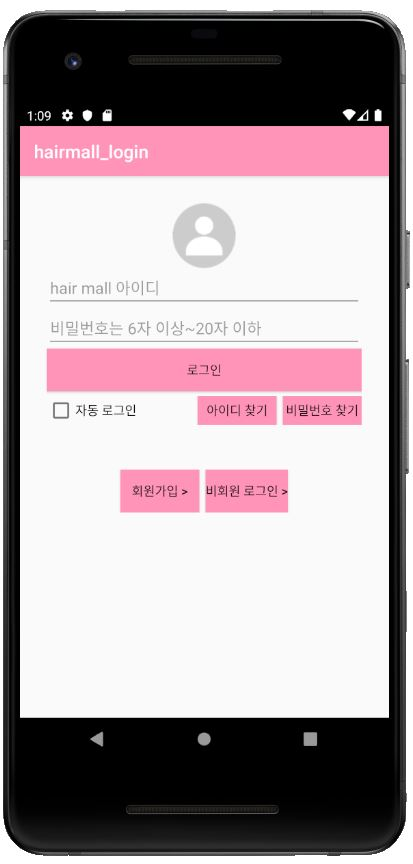 1:09
hairmall_login
hair mall 아이디
비밀번호는 6자 이상~20자 이하
로그인
자동 로그인 아이디 찾기 비밀번호 찾기
회원가입 > 비회원 로그인 >